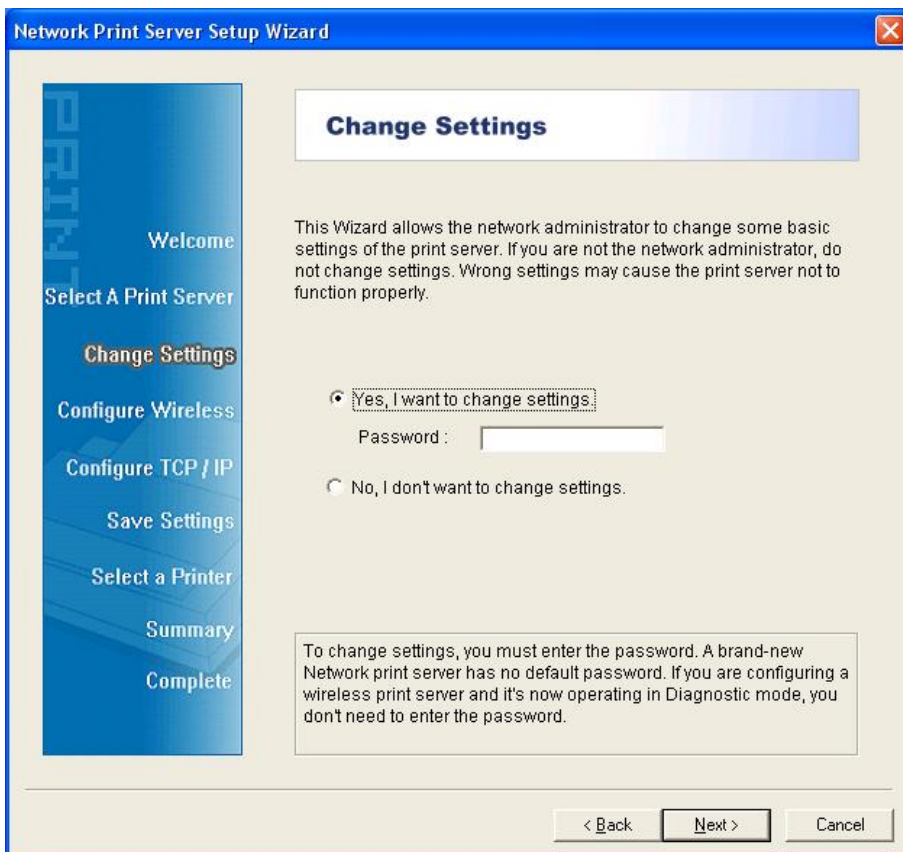 Network Print Server Setup Wizard
PRINT
Welcome
Select A Print Server
Change Settings
Configure Wireless
Configure TCP / IP
Save Settings
Select a Printer
Summary
Complete
Change Settings
This Wizard allows the network administrator to change some basic
settings of the print server. If you are not the network administrator, do
not change settings. Wrong settings may cause the print server not to
function properly.
Yes, I want to change settings.
Password :
No, I don't want to change settings.
To change settings, you must enter the password. A brand-new
Network print server has no default password. If you are configuring a
wireless print server and it's now operating in Diagnostic mode, you
don't need to enter the password.
< Back
Next >
Cancel